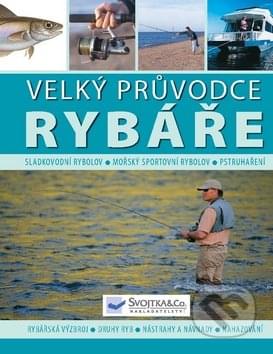 VELKÝ PRŮVODCE
RYBÁŘE
SLADKOVODNÍ RYBOLOV ● MOŘSKÝ SPORTOVNÍ RYBOLOV ● PSTRUHAŘENÍ
SVOJTKA&CO.
NAKLADATELSTVÍ
RYBÁŘSKÁ VÝZBROJ ● DRUHY RYB ● NÁSTRAHY A NÁVNADY ● NAHAZOVÁNÍ
martinus